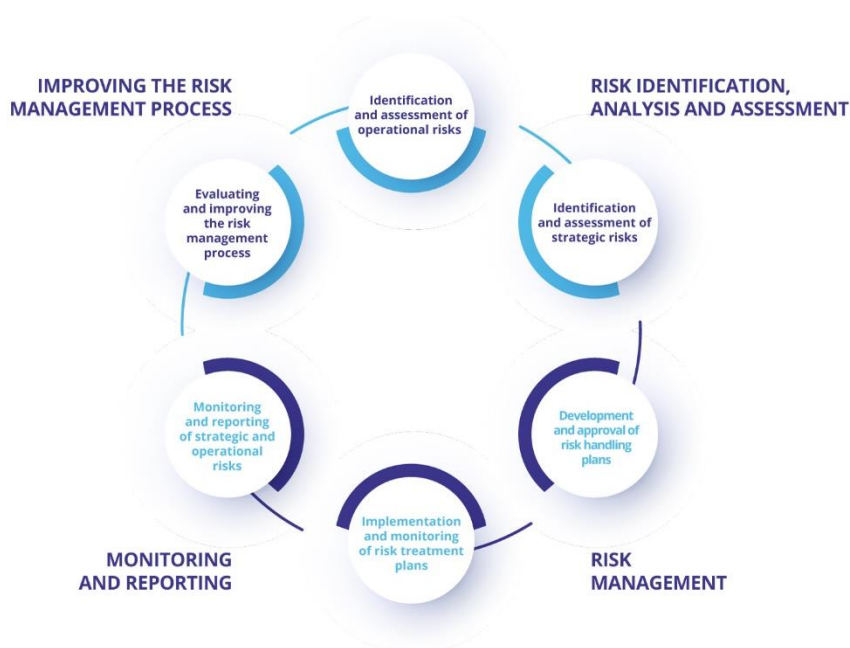 IMPROVING THE RISK
MANAGEMENT PROCESS
RISK IDENTIFICATION,
ANALYSIS AND ASSESSMENT
Identification
and assessment of
operational risks
Identification
and assessment of
strategic risks
Development
and approval of
risk handling
plans
Implementation
and monitoring
of risk treatment
plans
Monitoring
and reporting
of strategic and
operational
risks
Evaluating
and improving
the risk
management
process
MONITORING
AND REPORTING
RISK
MANAGEMENT